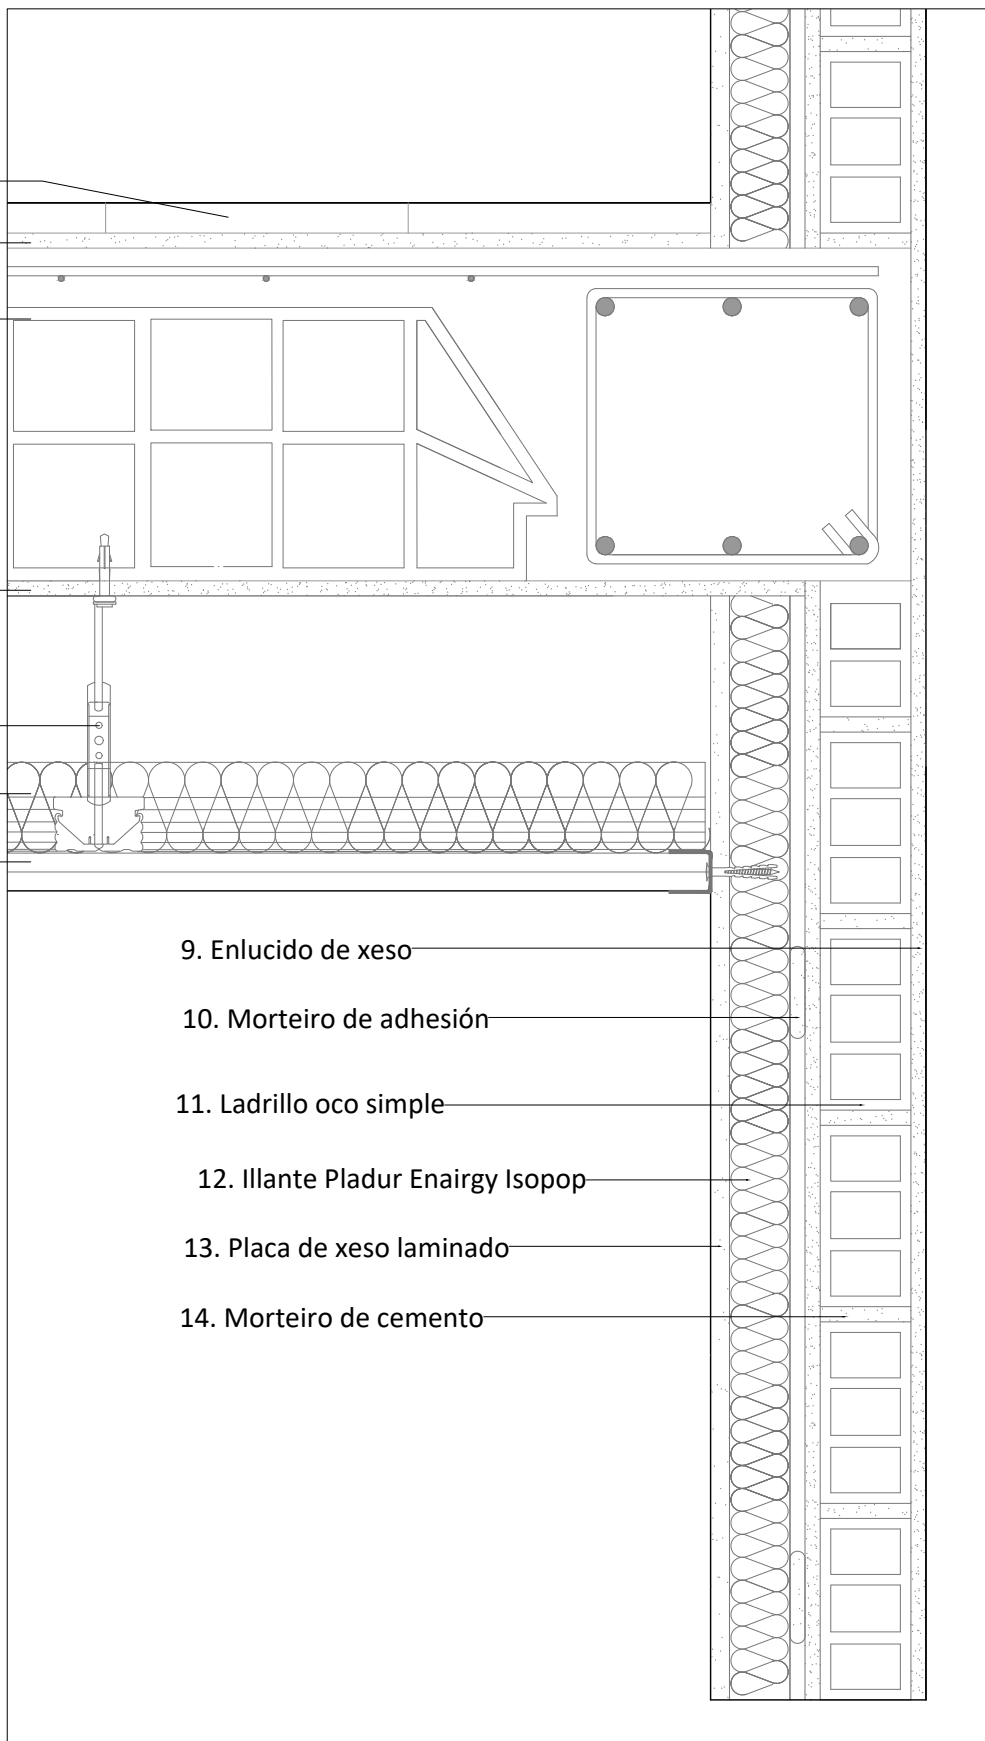 9. Enlucido de xeso
10. Morteiro de adhesión
11. Ladrillo oco simple
12. Illante Pladur Enairgy Isopop
13. Placa de xeso laminado
14. Morteiro de cemento